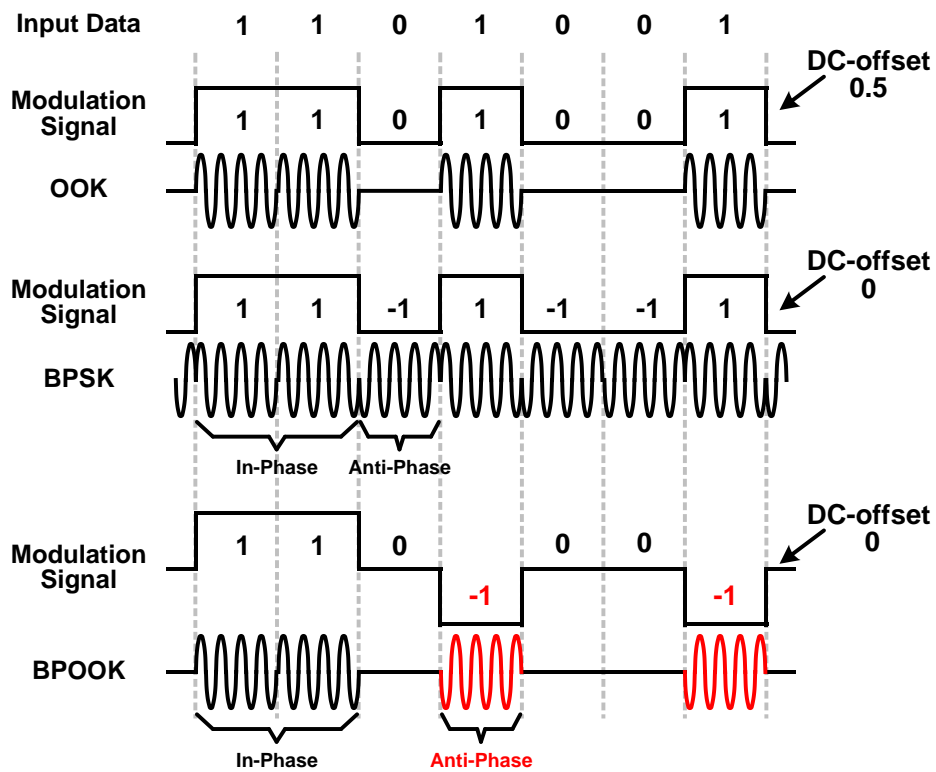 Input Data 1 1 0 1 0 0 1
DC-offset
0.5
Modulation
Signal
1 1 0 1 0 0 1
OOK
DC-offset
0
Modulation
Signal
1 1 -1 1 -1 -1 1
BPSK
In-Phase Anti-Phase
DC-offset
0
Modulation
Signal
1 1 0 0 0
-1 -1
BPOOK
In-Phase Anti-Phase